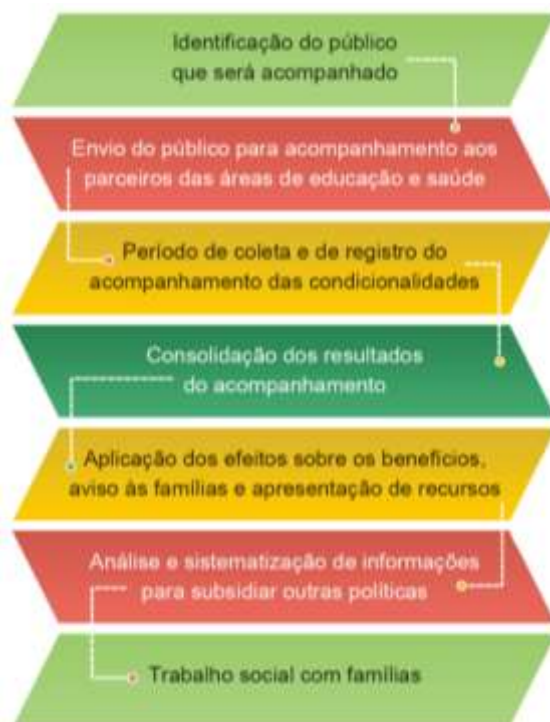 Identificação do público
que será acompanhado
Envio do público para acompanhamento aos
parceiros das áreas de educação e saúde
Período de coleta e de registro do
acompanhamento das condicionalidades
Consolidação dos resultados
do acompanhamento
Aplicação dos efeitos sobre os benefícios,
aviso às famílias e apresentação de recursos
Análise e sistematização de informações
para subsidiar outras políticas
Trabalho social com famílias